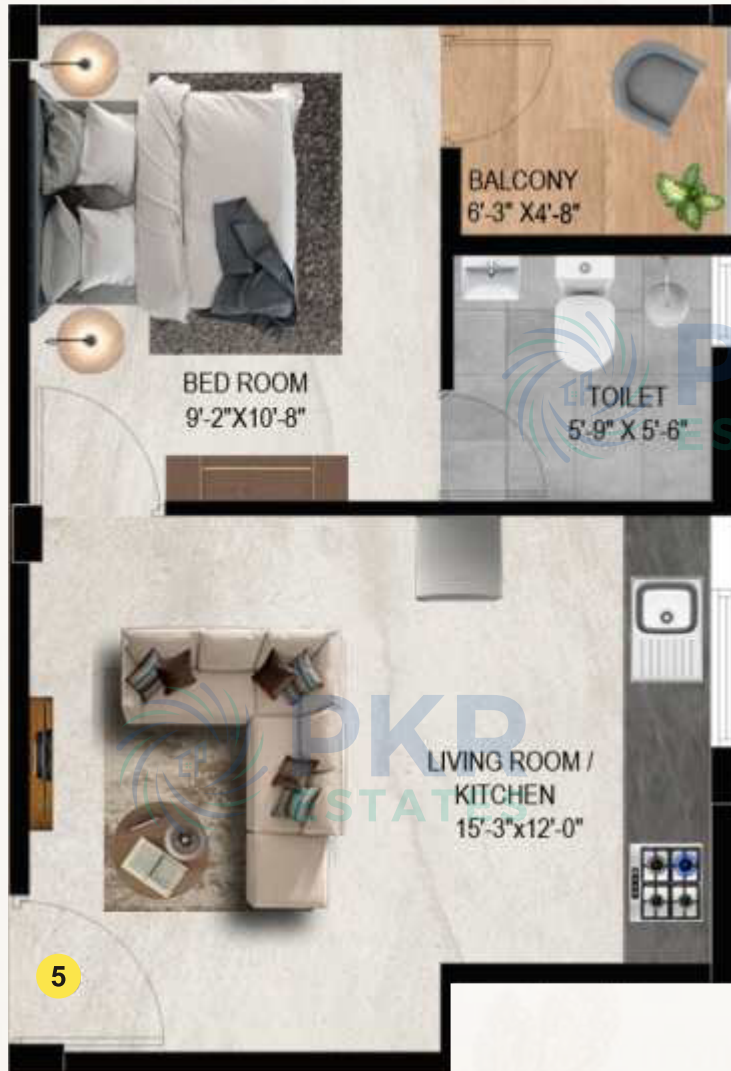 BALCONY
6'-3" X4'-8"
BED ROOM
9'-2"X10'-8"
TOILET
5'-9" X 5'-6"
PKR
ESTATES
LIVING ROOM /
KITCHEN
15'-3"x12'-0"
5